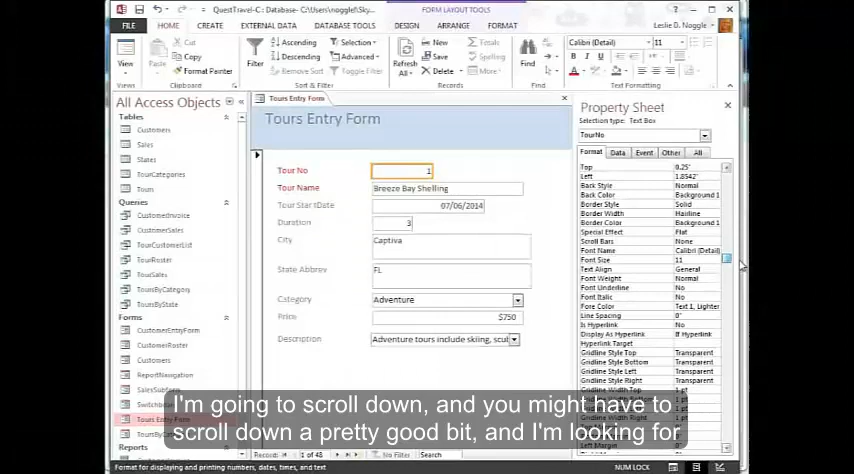 QuestTravel-C : Database- C:\Users\noggle\Sky...
FORM LAYOUT TOOLS
FILE HOME CREATE EXTERNAL DATA DATABASE TOOLS DESIGN ARRANGE FORMAT
Leslie D. Noggle
View
Paste
Cut
Copy
Format Painter
Filter
Ascending
Descending
Remove Sort
Selection
Advanced
Toggle Filter
Refresh All
New
Save
Delete
Totals
Spelling
More
Find
Calibri (Detail) 11
B I U
Views
Clipboard
Sort & Filter
Records
Find
Text Formatting
All Access Objects
Tables
Customers
Sales
States
TourCategories
Tours
Queries
CustomerInvoice
CustomerSales
TourCustomerList
TourRoster
TourSales
ToursByCategory
ToursByState
Forms
CustomerEntryForm
CustomerRoster
Customers
ReportNavigation
SalesSubform
Tours Entry Form
Reports
Tours Entry Form
Tours Entry Form
Tour No 1
Tour Name Breeze Bay Shelling
Tour StartDate 07/06/2014
Duration 3
City Captiva
State Abbrev FL
Category Adventure
Price $750
Description Adventure tours include skiing, scub
Record: 1 of 48 No Filter Search
Property Sheet
Selection type: Text Box
TourNo
Format Data Event Other All
Top 0.25"
Left 1.8542"
Back Style Normal
Back Color Background 1
Border Style Solid
Border Width Hairline
Border Color Background 1
Special Effect Flat
Scroll Bars None
Font Name Calibri (Detail)
Font Size 11
Text Align General
Font Weight Normal
Font Underline No
Font Italic No
Fore Color Text 1, Lighter
Line Spacing 0"
Is Hyperlink No
Display As Hyperlink If Hyperlink
Hyperlink Target
Gridline Style Top Transparent
Gridline Style Bottom Transparent
Gridline Style Left Transparent
Gridline Style Right Transparent
Gridline Width Top 1 pt
I'm going to scroll down, and you might have to
scroll down a pretty good bit, and I'm looking for
Format for displaying and printing numbers, dates, times, and text
NUM LOCK